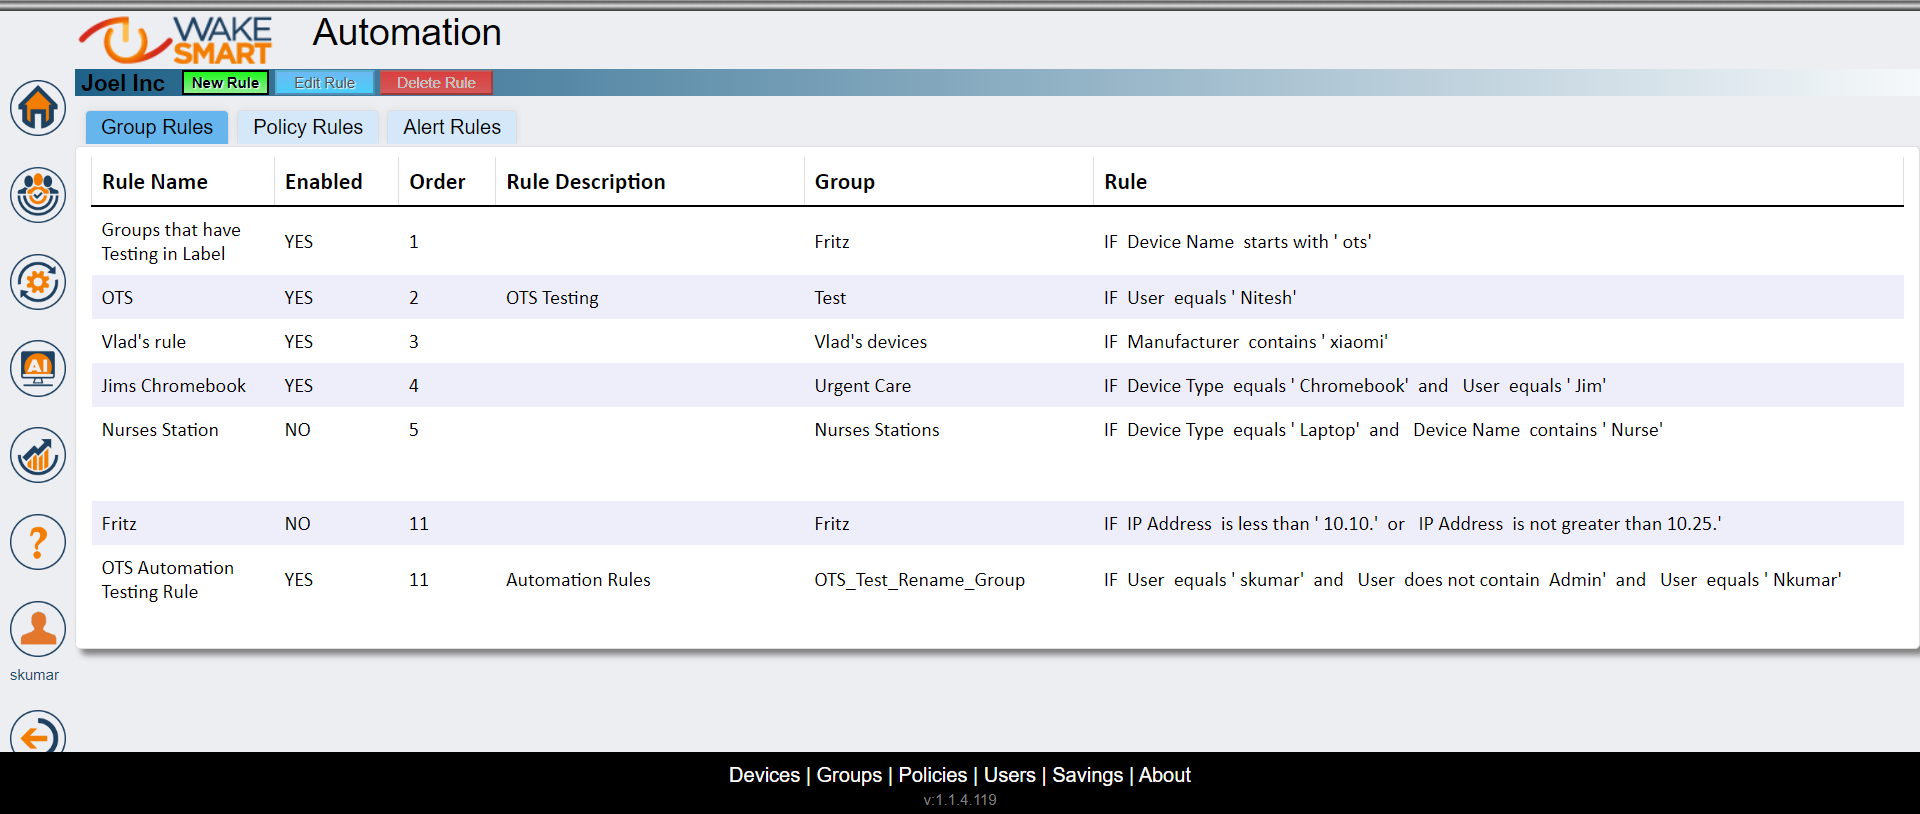 WAKE
SMART
Automation
Joel Inc New Rule Edit Rule Delete Rule
Group Rules Policy Rules Alert Rules
Rule Name Enabled Order Rule Description Group Rule
Groups that have
Testing in Label YES 1 Fritz IF Device Name starts with ' ots'
OTS YES 2 OTS Testing Test IF User equals ' Nitesh'
Vlad's rule YES 3 Vlad's devices IF Manufacturer contains ' xiaomi'
AI
Jims Chromebook YES 4 Urgent Care IF Device Type equals ' Chromebook' and User equals ' Jim'
Nurses Station NO 5 Nurses Stations IF Device Type equals ' Laptop' and Device Name contains ' Nurse'
?
Fritz NO 11 Fritz IF IP Address is less than ' 10.10.' or IP Address is not greater than 10.25.'
OTS Automation
Testing Rule YES 11 Automation Rules OTS_Test_Rename_Group IF User equals ' skumar' and User does not contain Admin' and User equals ' Nkumar'
skumar
Devices | Groups | Policies | Users | Savings | About
v:1.1.4.119